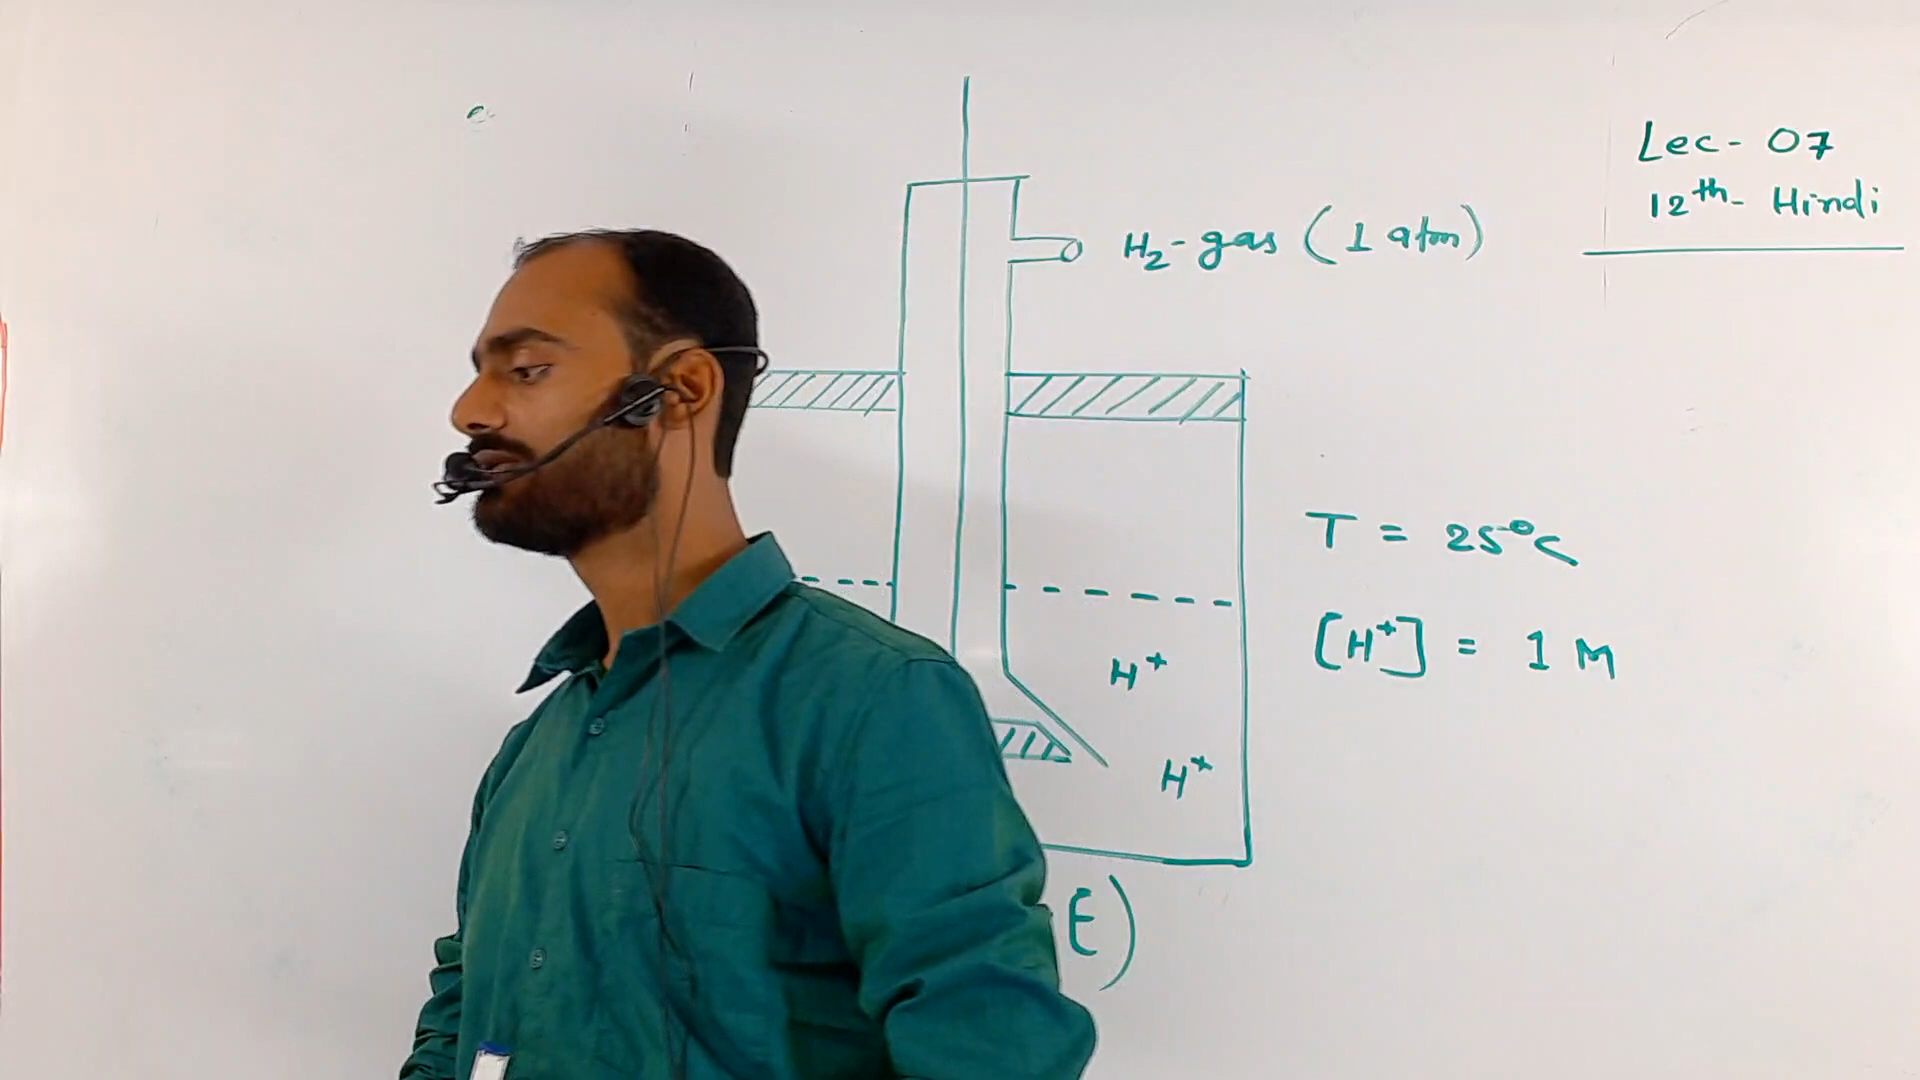 Lec- 07
12th- Hindi
H2-gas (1 atm)
T = 25°C
[H+] = 1 M
H+
H+
E)